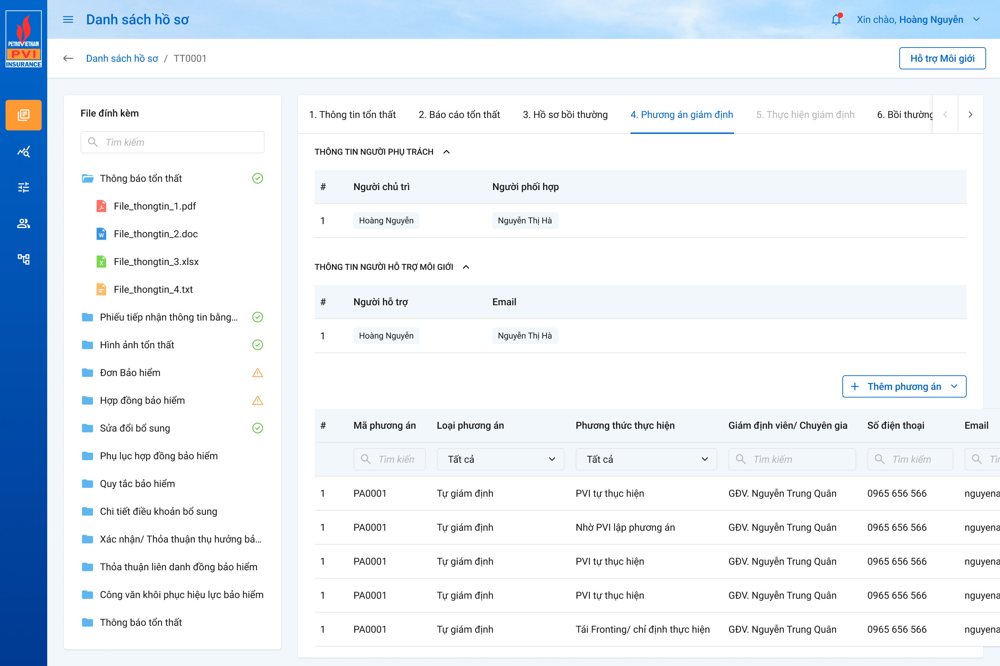 PETROVIETNAM
PVI
INSURANCE
Danh sách hồ sơ
Xin chào, Hoàng Nguyễn
Danh sách hồ sơ / TT0001
Hỗ trợ Môi giới
File đính kèm
Tìm kiếm
Thông báo tổn thất
File_thongtin_1.pdf
File_thongtin_2.doc
File_thongtin_3.xlsx
File_thongtin_4.txt
Phiếu tiếp nhận thông tin bằng...
Hình ảnh tổn thất
Đơn Bảo hiểm
Hợp đồng bảo hiểm
Sửa đổi bổ sung
Phụ lục hợp đồng bảo hiểm
Quy tắc bảo hiểm
Chi tiết điều khoản bổ sung
Xác nhận/ Thỏa thuận thụ hưởng bả...
Thỏa thuận liên danh đồng bảo hiểm
Công văn khôi phục hiệu lực bảo hiểm
Thông báo tổn thất
1. Thông tin tổn thất 2. Báo cáo tổn thất 3. Hồ sơ bồi thường 4. Phương án giám định 5. Thực hiện giám định 6. Bồi thường
THÔNG TIN NGƯỜI PHỤ TRÁCH
# Người chủ trì Người phối hợp
1 Hoàng Nguyễn Nguyễn Thị Hà
THÔNG TIN NGƯỜI HỖ TRỢ MÔI GIỚI
# Người hỗ trợ Email
1 Hoàng Nguyễn Nguyễn Thị Hà
Thêm phương án
# Mã phương án Loại phương án Phương thức thực hiện Giám định viên/ Chuyên gia Số điện thoại Email
Tìm kiếm Tất cả Tất cả Tìm kiếm Tìm kiếm Tìm
1 PA0001 Tự giám định PVI tự thục hiện GĐV. Nguyễn Trung Quân 0965 656 566 nguyena
1 PA0001 Tự giám định Nhờ PVI lập phương án GĐV. Nguyễn Trung Quân 0965 656 566 nguyena
1 PA0001 Tự giám định PVI tự thục hiện GĐV. Nguyễn Trung Quân 0965 656 566 nguyena
1 PA0001 Tự giám định PVI tự thục hiện GĐV. Nguyễn Trung Quân 0965 656 566 nguyena
1 PA0001 Tự giám định Tái Fronting/ chỉ định thực hiện GĐV. Nguyễn Trung Quân 0965 656 566 nguyena